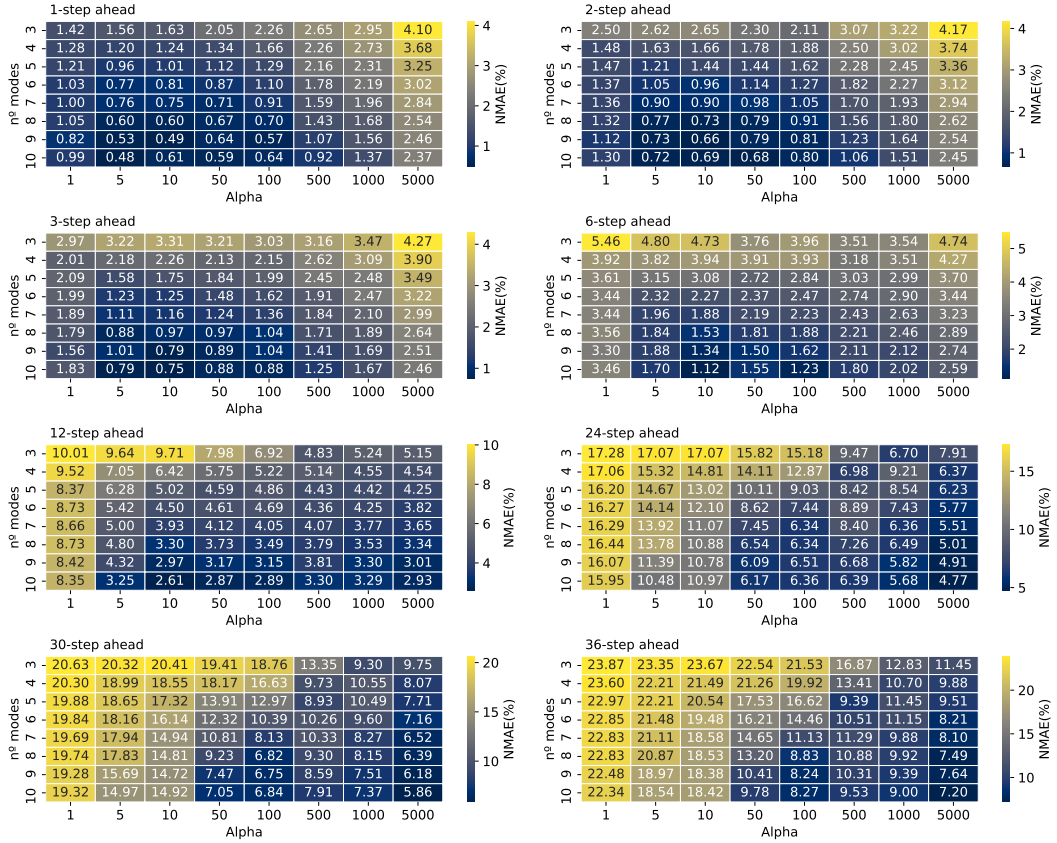 1-step ahead
3 1.42 1.56 1.63 2.05 2.26 2.65 2.95 4.10
4 1.28 1.20 1.24 1.34 1.66 2.26 2.73 3.68
5 1.21 0.96 1.01 1.12 1.29 2.16 2.31 3.25
6 1.03 0.77 0.81 0.87 1.10 1.78 2.19 3.02
7 1.00 0.76 0.75 0.71 0.91 1.59 1.96 2.84
8 1.05 0.60 0.60 0.67 0.70 1.43 1.68 2.54
9 0.82 0.53 0.49 0.64 0.57 1.07 1.56 2.46
10 0.99 0.48 0.61 0.59 0.64 0.92 1.37 2.37
1 5 10 50 100 500 1000 5000
Alpha
nº modes
4
3
2
1
NMAE(%)
2-step ahead
3 2.50 2.62 2.65 2.30 2.11 3.07 3.22 4.17
4 1.48 1.63 1.66 1.78 1.88 2.50 3.02 3.74
5 1.47 1.21 1.44 1.44 1.62 2.28 2.45 3.36
6 1.37 1.05 0.96 1.14 1.27 1.82 2.26 3.12
7 1.36 0.90 0.90 0.98 1.05 1.70 1.93 2.94
8 1.32 0.77 0.73 0.79 0.91 1.56 1.80 2.62
9 1.12 0.73 0.66 0.79 0.81 1.23 1.64 2.54
10 1.30 0.72 0.69 0.68 0.80 1.06 1.51 2.45
1 5 10 50 100 500 1000 5000
Alpha
nº modes
4
3
2
1
NMAE(%)
3-step ahead
3 2.97 3.22 3.31 3.21 3.03 3.16 3.47 4.27
4 2.01 2.18 2.26 2.13 2.15 2.62 3.09 3.90
5 2.09 1.58 1.75 1.84 1.99 2.45 2.48 3.49
6 1.99 1.23 1.25 1.48 1.62 1.91 2.47 3.22
7 1.89 1.11 1.16 1.24 1.36 1.84 2.10 2.99
8 1.79 0.88 0.97 0.97 1.04 1.71 1.89 2.64
9 1.56 1.01 0.79 0.89 1.04 1.41 1.69 2.51
10 1.83 0.79 0.75 0.88 0.88 1.25 1.67 2.46
1 5 10 50 100 500 1000 5000
Alpha
nº modes
4
3
2
1
NMAE(%)
6-step ahead
3 5.46 4.80 4.73 3.76 3.96 3.51 3.54 4.74
4 3.92 3.82 3.94 3.91 3.93 3.18 3.51 4.27
5 3.61 3.15 3.08 2.72 2.84 3.03 2.99 3.70
6 3.44 2.32 2.27 2.37 2.47 2.74 2.90 3.44
7 3.44 1.96 1.88 2.19 2.23 2.43 2.63 3.23
8 3.56 1.84 1.53 1.81 1.88 2.21 2.46 2.89
9 3.30 1.88 1.34 1.50 1.62 2.11 2.12 2.74
10 3.46 1.70 1.12 1.55 1.23 1.80 2.02 2.59
1 5 10 50 100 500 1000 5000
Alpha
nº modes
5
4
3
2
NMAE(%)
12-step ahead
3 10.01 9.64 9.71 7.98 6.92 4.83 5.24 5.15
4 9.52 7.05 6.42 5.75 5.22 5.14 4.55 4.54
5 8.37 6.28 5.02 4.59 4.86 4.43 4.42 4.25
6 8.73 5.42 4.50 4.61 4.69 4.36 4.25 3.82
7 8.66 5.00 3.93 4.12 4.05 4.07 3.77 3.65
8 8.73 4.80 3.30 3.73 3.49 3.79 3.53 3.34
9 8.42 4.32 2.97 3.17 3.15 3.81 3.30 3.01
10 8.35 3.25 2.61 2.87 2.89 3.30 3.29 2.93
1 5 10 50 100 500 1000 5000
Alpha
nº modes
10
8
6
4
NMAE(%)
24-step ahead
3 17.28 17.07 17.07 15.82 15.18 9.47 6.70 7.91
4 17.06 15.32 14.81 14.11 12.87 6.98 9.21 6.37
5 16.20 14.67 13.02 10.11 9.03 8.42 8.54 6.23
6 16.27 14.14 12.10 8.62 7.44 8.89 7.43 5.77
7 16.29 13.92 11.07 7.45 6.34 8.40 6.36 5.51
8 16.44 13.78 10.88 6.54 6.34 7.26 6.49 5.01
9 16.07 11.39 10.78 6.09 6.51 6.68 5.82 4.91
10 15.95 10.48 10.97 6.17 6.36 6.39 5.68 4.77
1 5 10 50 100 500 1000 5000
Alpha
nº modes
15
10
5
NMAE(%)
30-step ahead
3 20.63 20.32 20.41 19.41 18.76 13.35 9.30 9.75
4 20.30 18.99 18.55 18.17 16.63 9.73 10.55 8.07
5 19.88 18.65 17.32 13.91 12.97 8.93 10.49 7.71
6 19.84 18.16 16.14 12.32 10.39 10.26 9.60 7.16
7 19.69 17.94 14.94 10.81 8.13 10.33 8.27 6.52
8 19.74 17.83 14.81 9.23 6.82 9.30 8.15 6.39
9 19.28 15.69 14.72 7.47 6.75 8.59 7.51 6.18
10 19.32 14.97 14.92 7.05 6.84 7.91 7.37 5.86
1 5 10 50 100 500 1000 5000
Alpha
nº modes
20
15
10
NMAE(%)
36-step ahead
3 23.87 23.35 23.67 22.54 21.53 16.87 12.83 11.45
4 23.60 22.21 21.49 21.26 19.92 13.41 10.70 9.88
5 22.97 21.21 20.54 17.53 16.62 9.39 11.45 9.51
6 22.85 21.48 19.48 16.21 14.46 10.51 11.15 8.21
7 22.83 21.11 18.58 14.65 11.13 11.29 9.88 8.10
8 22.83 20.87 18.53 13.20 8.83 10.88 9.92 7.49
9 22.48 18.97 18.38 10.41 8.24 10.31 9.39 7.64
10 22.34 18.54 18.42 9.78 8.27 9.53 9.00 7.20
1 5 10 50 100 500 1000 5000
Alpha
nº modes
20
15
10
NMAE(%)